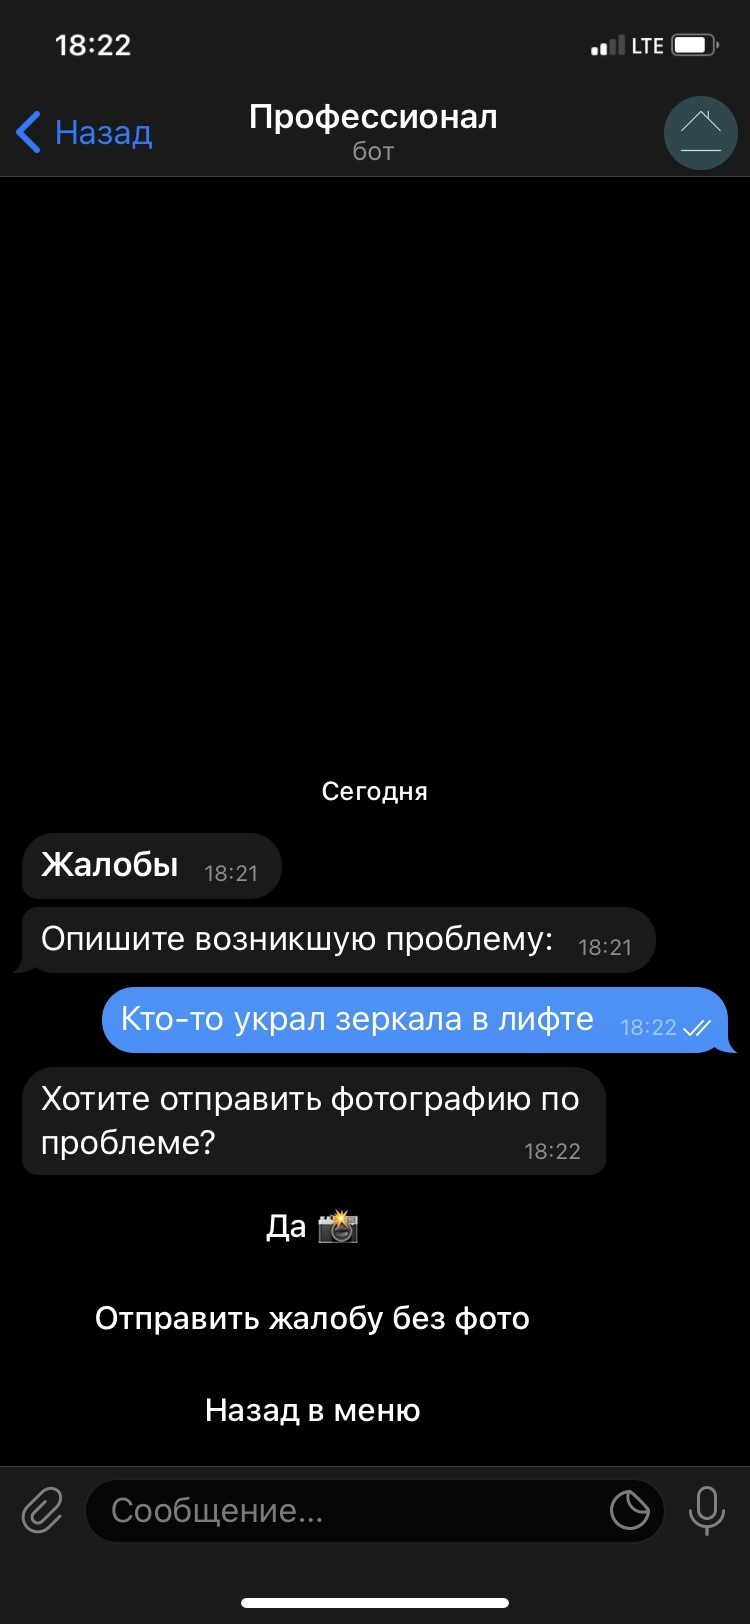 18:22
LTE
Назад
Профессионал
бот
Сегодня
Жалобы 18:21
Опишите возникшую проблему: 18:21
Кто-то украл зеркала в лифте 18:22
Хотите отправить фотографию по
проблеме? 18:22
Да 📸
Отправить жалобу без фото
Назад в меню
Сообщение...